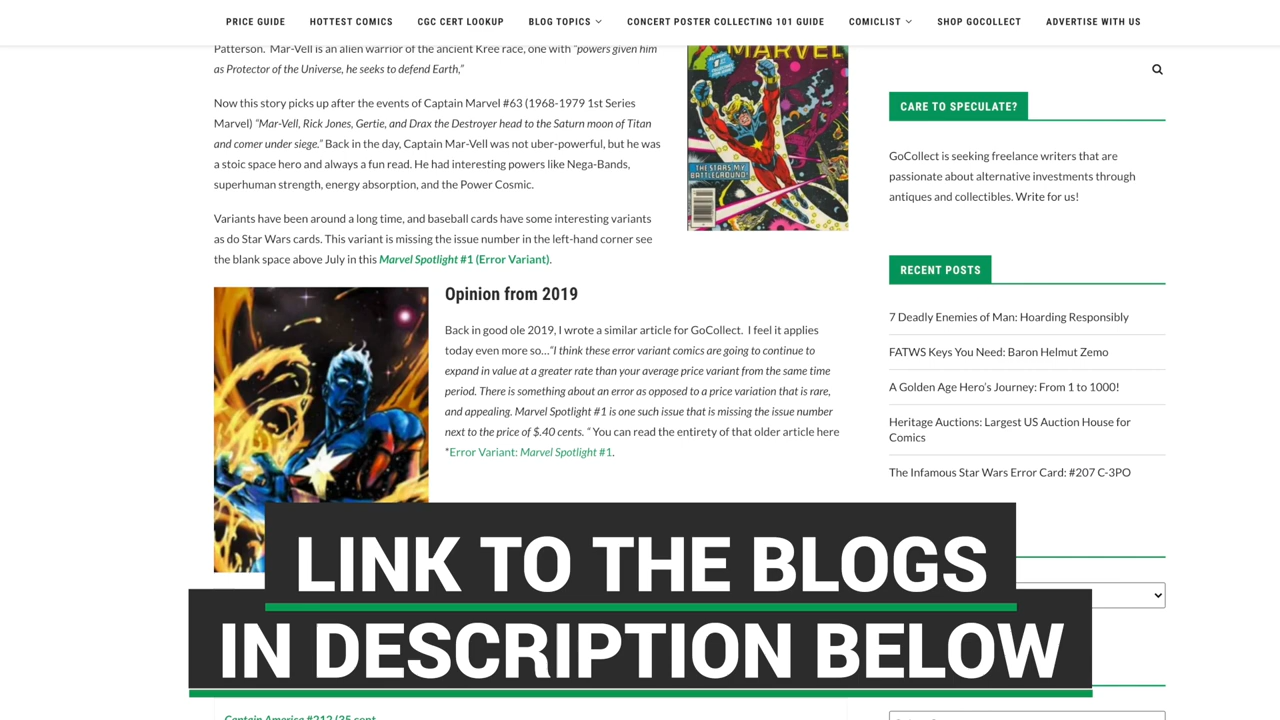 PRICE GUIDE HOTTEST COMICS CGC CERT LOOKUP BLOG TOPICS CONCERT POSTER COLLECTING 101 GUIDE COMICLIST SHOP GOCOLLECT ADVERTISE WITH US
Patterson. Mar-Vell is an alien warrior of the ancient Kree race, one with “powers given him
as Protector of the Universe, he seeks to defend Earth,”
Now this story picks up after the events of Captain Marvel #63 (1968-1979 1st Series
Marvel) “Mar-Vell, Rick Jones, Gertie, and Drax the Destroyer head to the Saturn moon of Titan
and comer under siege.” Back in the day, Captain Mar-Vell was not uber-powerful, but he was
a stoic space hero and always a fun read. He had interesting powers like Nega-Bands,
superhuman strength, energy absorption, and the Power Cosmic.
Variants have been around a long time, and baseball cards have some interesting variants
as do Star Wars cards. This variant is missing the issue number in the left-hand corner see
the blank space above July in this Marvel Spotlight #1 (Error Variant).
MARVEL
THE STARS MY
BATTLEGROUND!
Opinion from 2019
Back in good ole 2019, I wrote a similar article for GoCollect. I feel it applies
today even more so…“I think these error variant comics are going to continue to
expand in value at a greater rate than your average price variant from the same time
period. There is something about an error as opposed to a price variation that is rare,
and appealing. Marvel Spotlight #1 is one such issue that is missing the issue number
next to the price of $.40 cents. “ You can read the entirety of that older article here
*Error Variant: Marvel Spotlight #1.
CARE TO SPECULATE?
GoCollect is seeking freelance writers that are
passionate about alternative investments through
antiques and collectibles. Write for us!
RECENT POSTS
7 Deadly Enemies of Man: Hoarding Responsibly
FATWS Keys You Need: Baron Helmut Zemo
A Golden Age Hero’s Journey: From 1 to 1000!
Heritage Auctions: Largest US Auction House for
Comics
The Infamous Star Wars Error Card: #207 C-3PO
LINK TO THE BLOGS
IN DESCRIPTION BELOW
Captain America #212 (35 cent